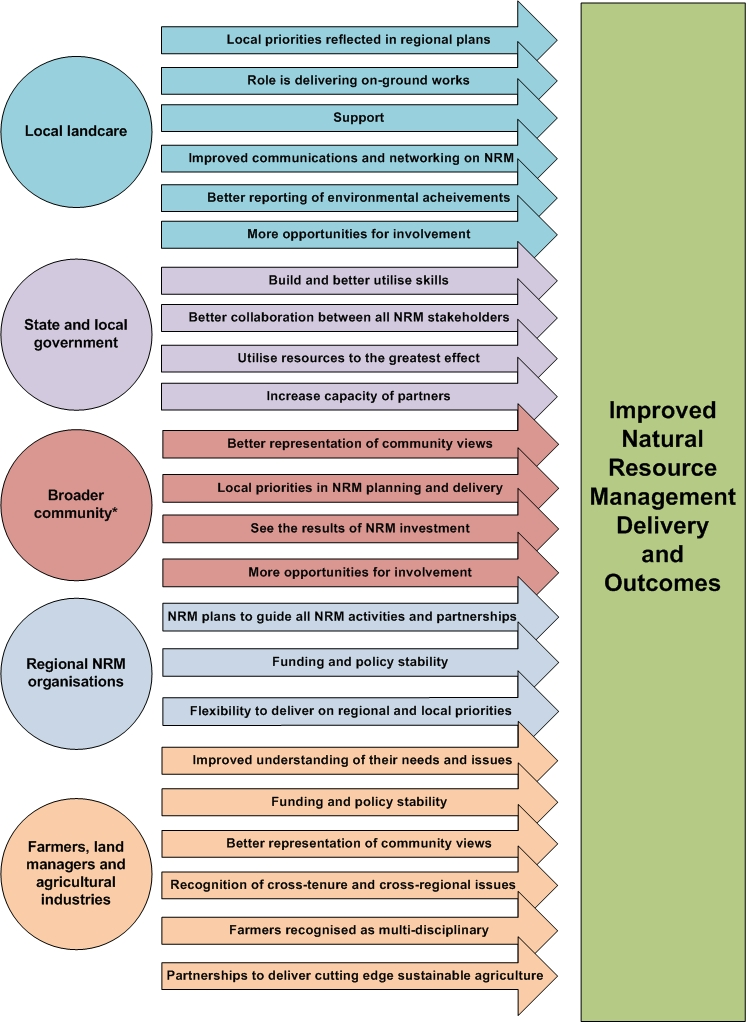 Local landcare
Local priorities reflected in regional plans
Role is delivering on-ground works
Support
Improved communications and networking on NRM
Better reporting of environmental acheivements
More opportunities for involvement
State and local
government
Build and better utilise skills
Better collaboration between all NRM stakeholders
Utilise resources to the greatest effect
Increase capacity of partners
Broader
community*
Better representation of community views
Local priorities in NRM planning and delivery
See the results of NRM investment
More opportunities for involvement
Regional NRM
organisations
NRM plans to guide all NRM activities and partnerships
Funding and policy stability
Flexibility to deliver on regional and local priorities
Farmers, land
managers and
agricultural
industries
Improved understanding of their needs and issues
Funding and policy stability
Better representation of community views
Recognition of cross-tenure and cross-regional issues
Farmers recognised as multi-disciplinary
Partnerships to deliver cutting edge sustainable agriculture
Improved
Natural
Resource
Management
Delivery
and
Outcomes